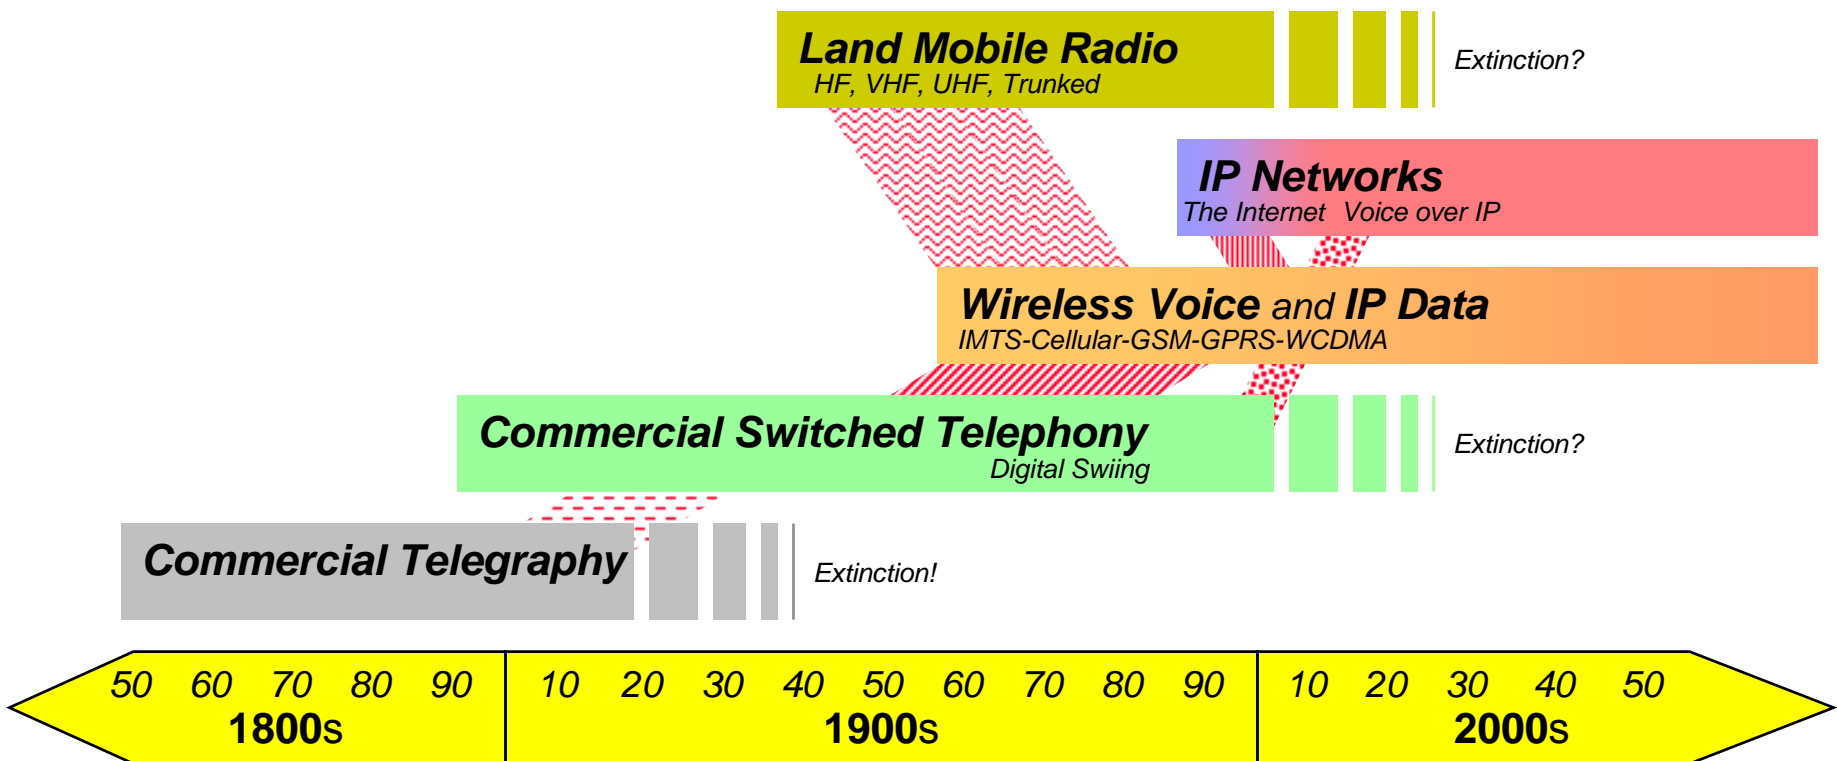 Land Mobile Radio
HF, VHF, UHF, Trunked
Extinction?
IP Networks
The Internet Voice over IP
Wireless Voice and IP Data
IMTS-Cellular-GSM-GPRS-WCDMA
Commercial Switched Telephony
Digital Swiing
Extinction?
Commercial Telegraphy
Extinction!
50 60 70 80 90 10 20 30 40 50 60 70 80 90 10 20 30 40 50
1800s 1900s 2000s